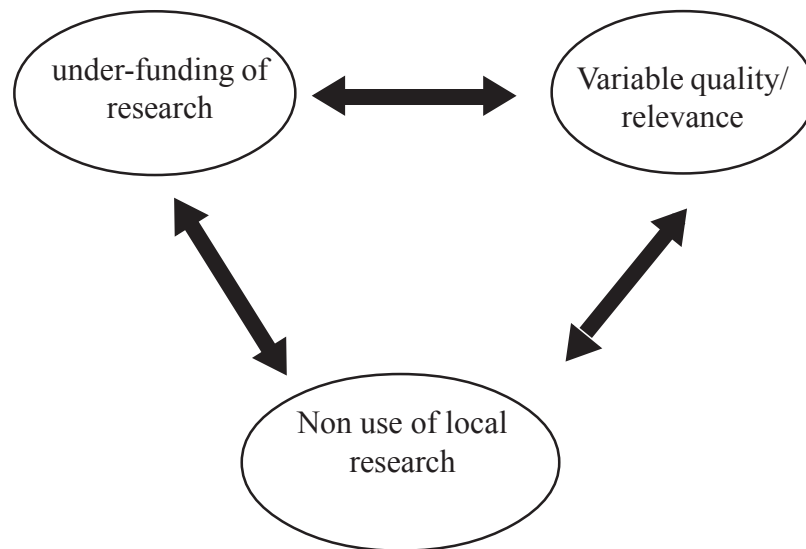 under-funding of
research
Variable quality/
relevance
Non use of local
research